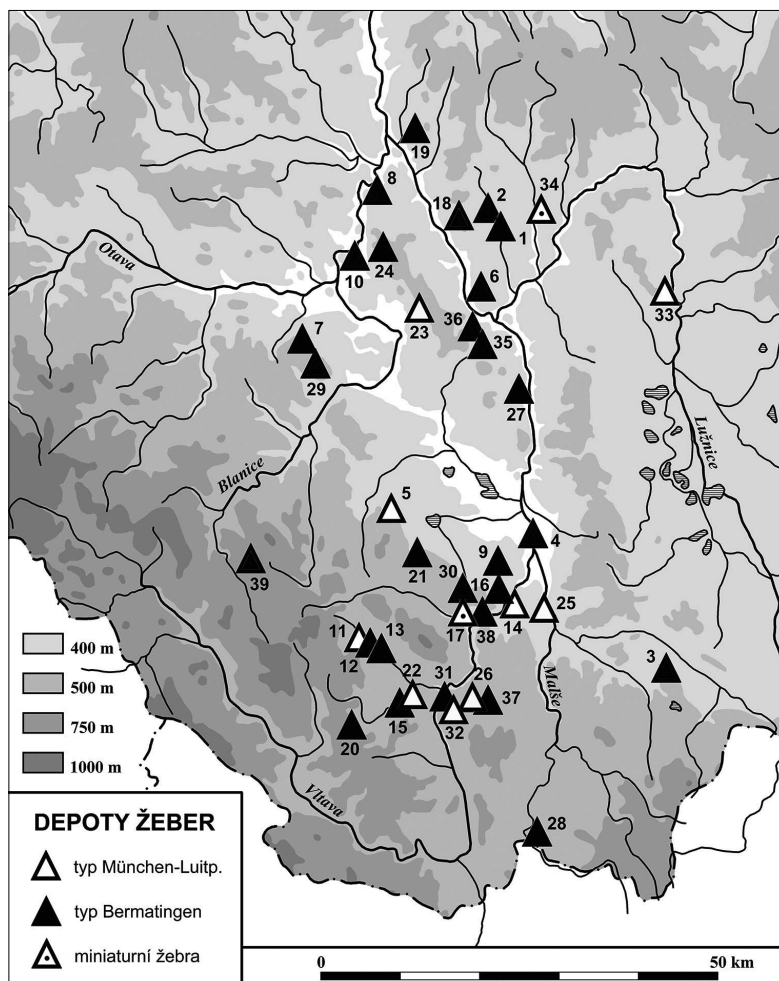 19
8
34
2
18
1
Otava
24
10
6
33
23
36
7
35
29
27
Lužnice
Blanice
5
4
9
21
30
16
39
25
14
17
38
11
13
12
400 m
3
22
31
26
Malše
500 m
37
15
32
750 m
20
1000 m
Vltava
28
DEPOTY ŽEBER
typ München-Luitp.
typ Bermatingen
miniaturní žebra
0 50 km